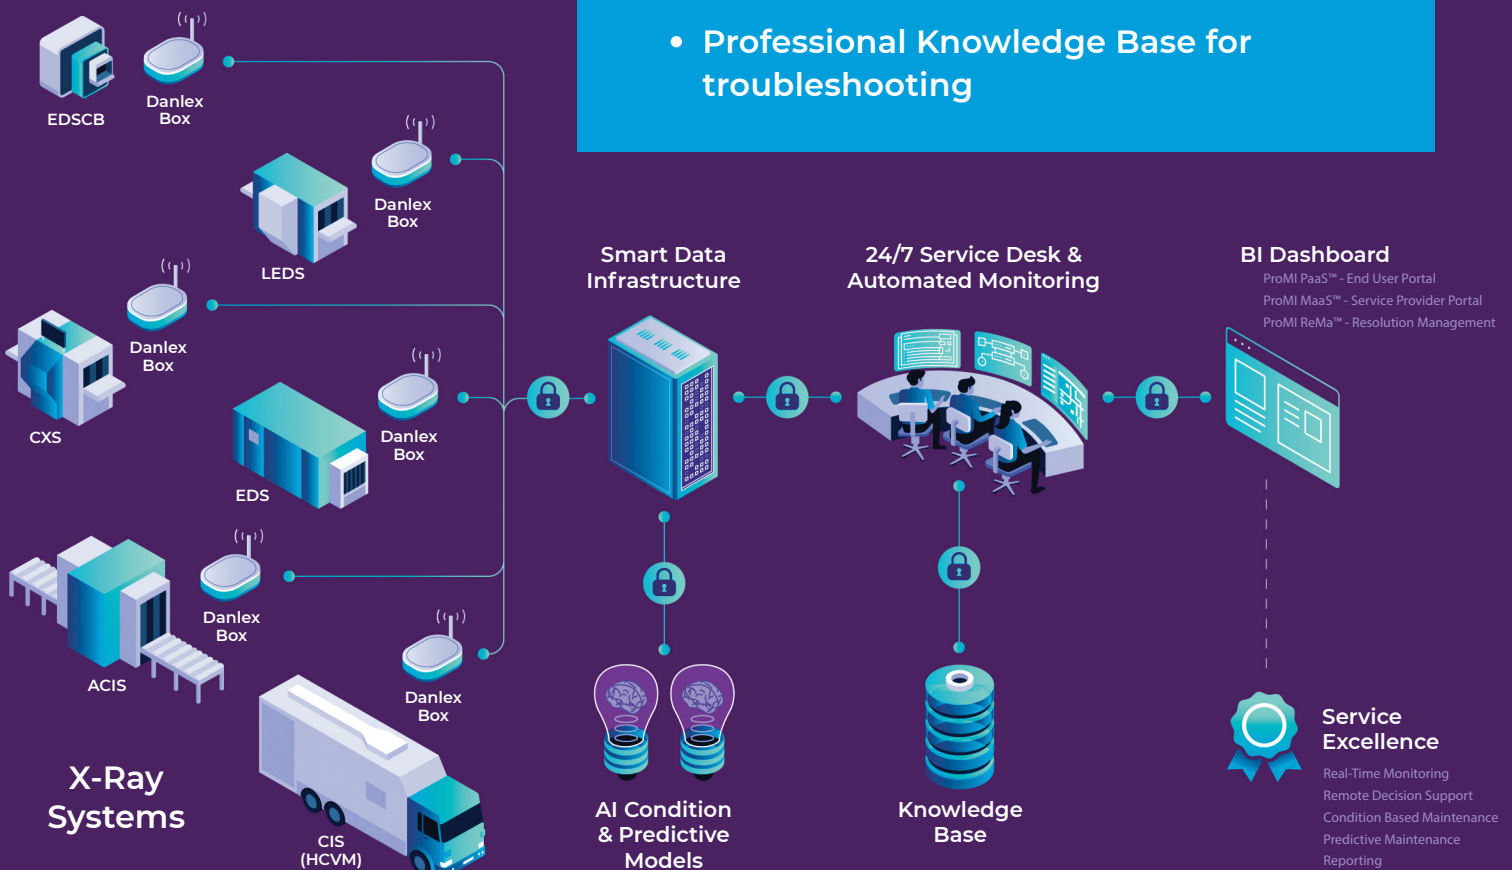 • Professional Knowledge Base for
troubleshooting
EDSCB
Danlex
Box
Danlex
Box
LEDS
Danlex
Box
CXS
Danlex
Box
EDS
Danlex
Box
ACIS
Danlex
Box
CIS
(HCVM)
X-Ray
Systems
Smart Data
Infrastructure
24/7 Service Desk &
Automated Monitoring
BI Dashboard
ProMI PaaS™ - End User Portal
ProMI MaaS™ - Service Provider Portal
ProMI ReMa™ - Resolution Management
AI Condition
& Predictive
Models
Knowledge
Base
Service
Excellence
Real-Time Monitoring
Remote Decision Support
Condition Based Maintenance
Predictive Maintenance
Reporting